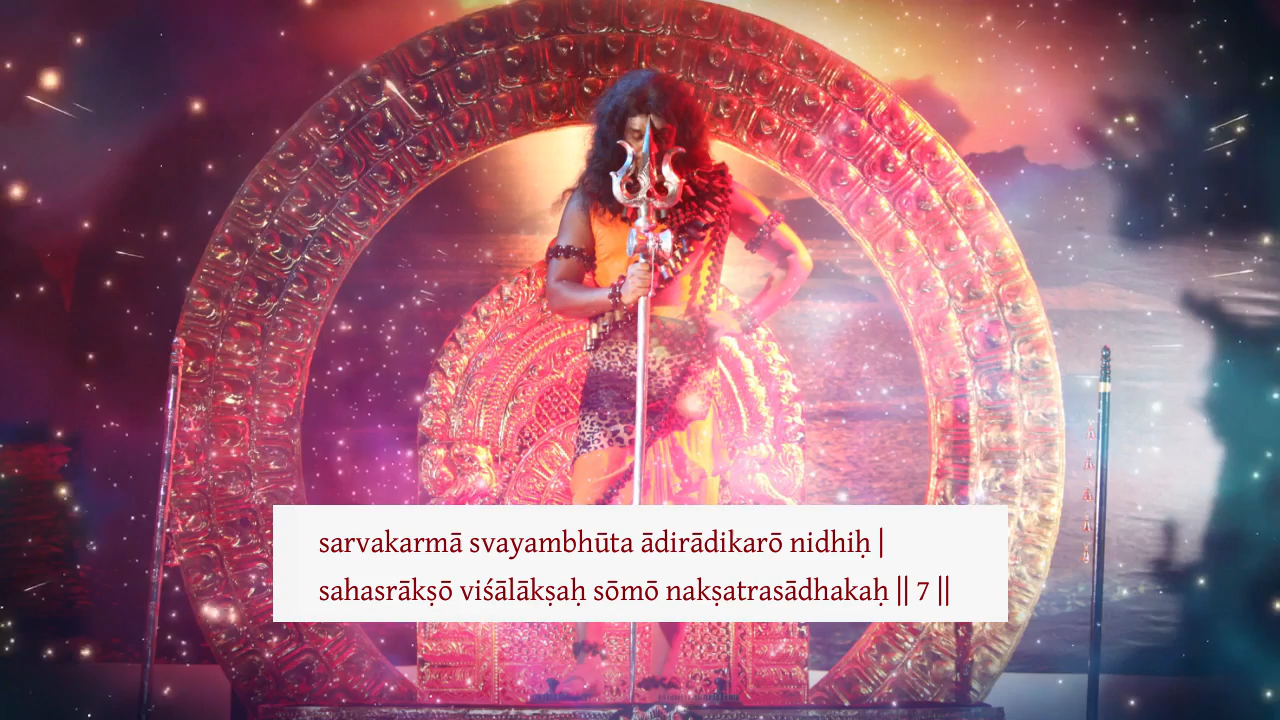 sarvakarmā svayambhūta ādirādikarō nidhiḥ |
sahasrākṣō viśālākṣaḥ sōmō nakṣatrasādhakaḥ || 7 ||